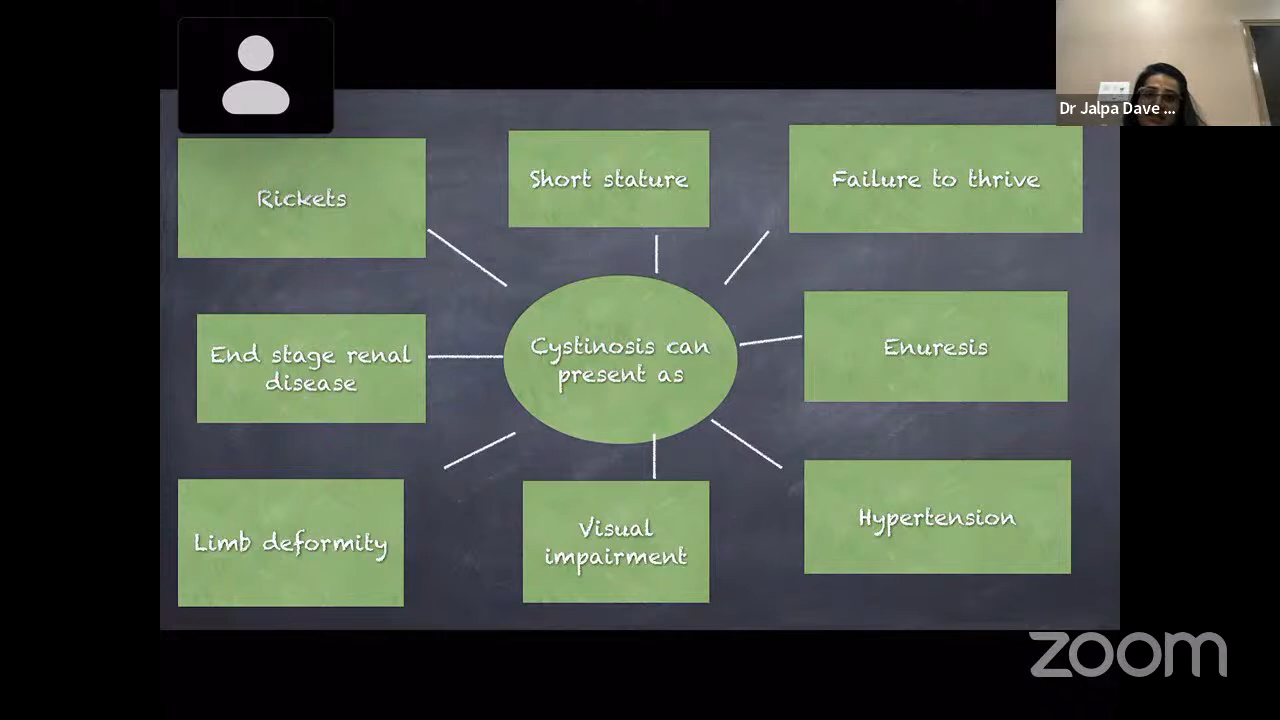 Dr Jalpa Dave ...
Rickets
Short stature
Failure to thrive
End stage renal
disease
Cystinosis can
present as
Enuresis
Limb deformity
Visual
impairment
Hypertension
zoom